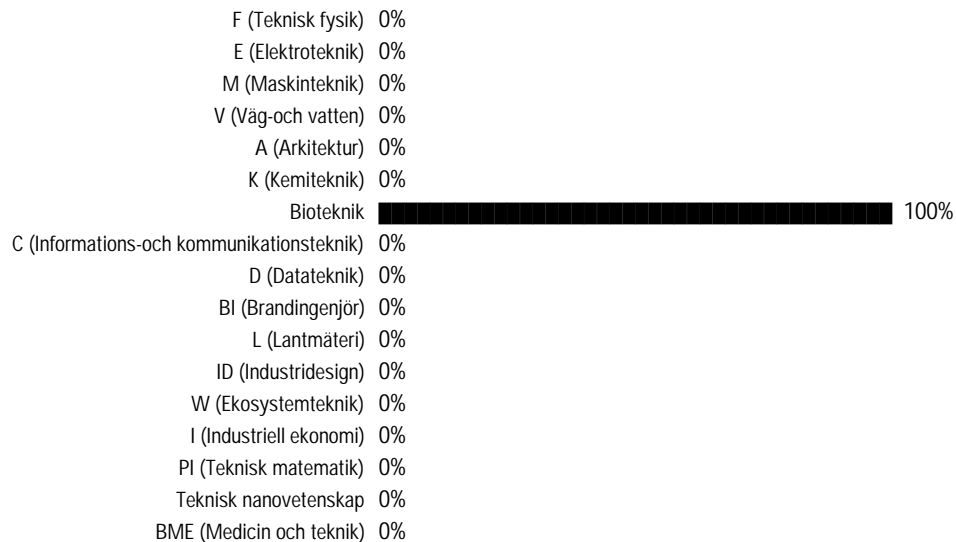 F (Teknisk fysik) 0%
E (Elektroteknik) 0%
M (Maskinteknik) 0%
V (Väg-och vatten) 0%
A (Arkitektur) 0%
K (Kemiteknik) 0%
Bioteknik 100%
C (Informations-och kommunikationsteknik) 0%
D (Datateknik) 0%
BI (Brandingenjör) 0%
L (Lantmäteri) 0%
ID (Industridesign) 0%
W (Ekosystemteknik) 0%
I (Industriell ekonomi) 0%
PI (Teknisk matematik) 0%
Teknisk nanovetenskap 0%
BME (Medicin och teknik) 0%